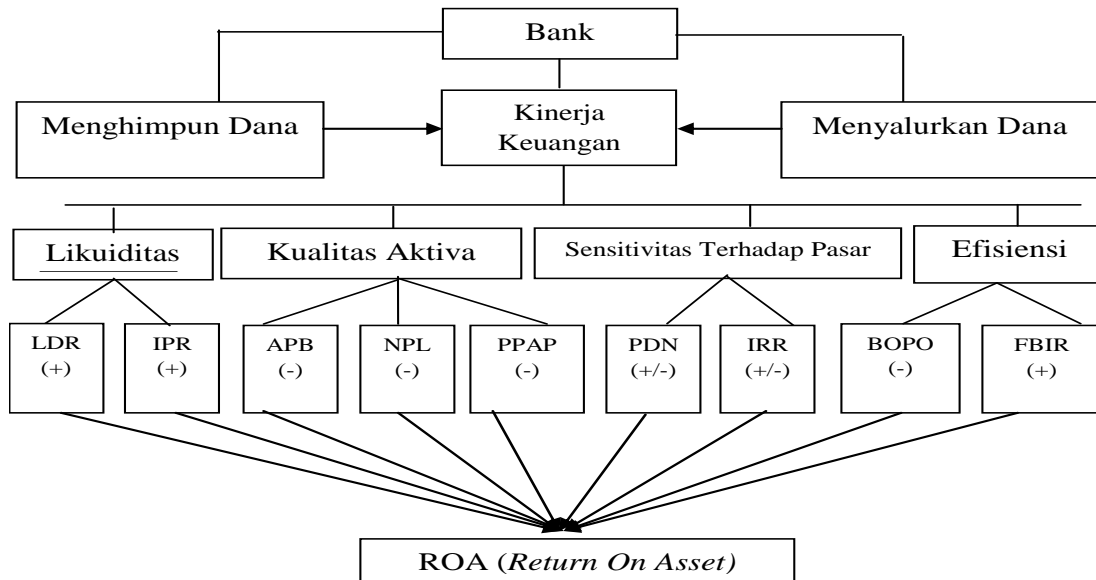 Bank
Menghimpun Dana
Kinerja
Keuangan
Menyalurkan Dana
Likuiditas
Kualitas Aktiva
Sensitivitas Terhadap Pasar
Efisiensi
LDR
(+)
IPR
(+)
APB
(-)
NPL
(-)
PPAP
(-)
PDN
(+/-)
IRR
(+/-)
BOPO
(-)
FBIR
(+)
ROA (Return On Asset)